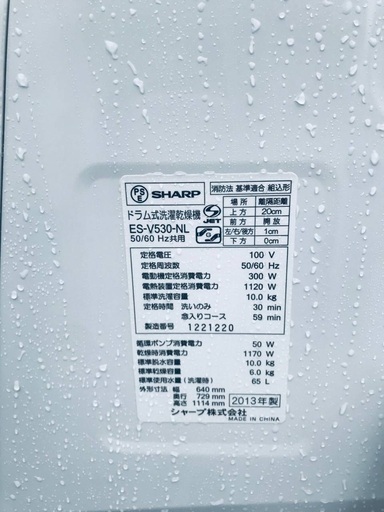 PS E SHARP
ドラム式洗濯乾燥機
ES-V530-NL
50/60 Hz共用
S JET
消防法 基準適合 組込形
場所 離隔距離
上方 20cm
前方 開放
左/右/後方 1cm
下方 0cm
定格電圧 100 V
定格周波数 50/60 Hz
電動機定格消費電力 300 W
電熱装置定格消費電力 1120 W
標準洗濯容量 10.0 kg
定格時間 洗いのみ 30 min
念入りコース 59 min
製造番号 1221220
循環ポンプ消費電力 50 W
乾燥時消費電力 1170 W
標準脱水容量 10.0 kg
標準乾燥容量 6.0 kg
標準使用水量(洗濯時) 65 L
外形寸法 幅 640 mm
奥行 729 mm
高さ 1114 mm
2013年製
シャープ株式会社
MADE IN CHINA